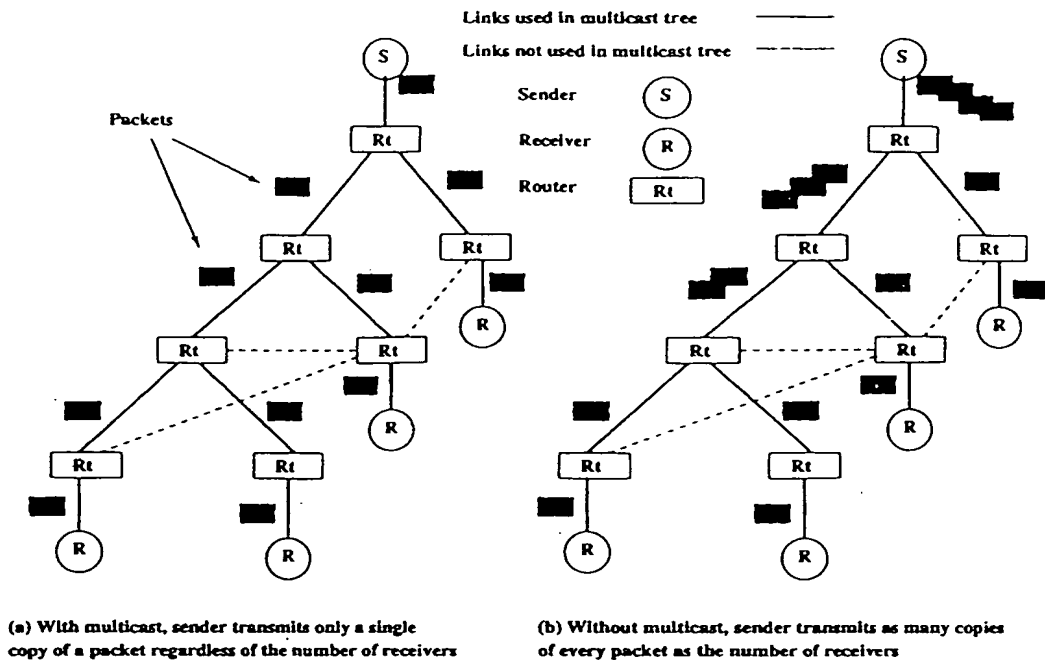 Links used in multicast tree
Links not used in multicast tree
S
S
Sender
S
Packets
Receiver
R
Rt
Rt
Router
Rt
Rt
Rt
Rt
Rt
R
R
Rt
Rt
Rt
Rt
R
R
Rt
Rt
Rt
Rt
R
R
R
R
(a) With multicast, sender transmits only a single
copy of a packet regardless of the number of receivers
(b) Without multicast, sender transmits as many copies
of every packet as the number of receivers